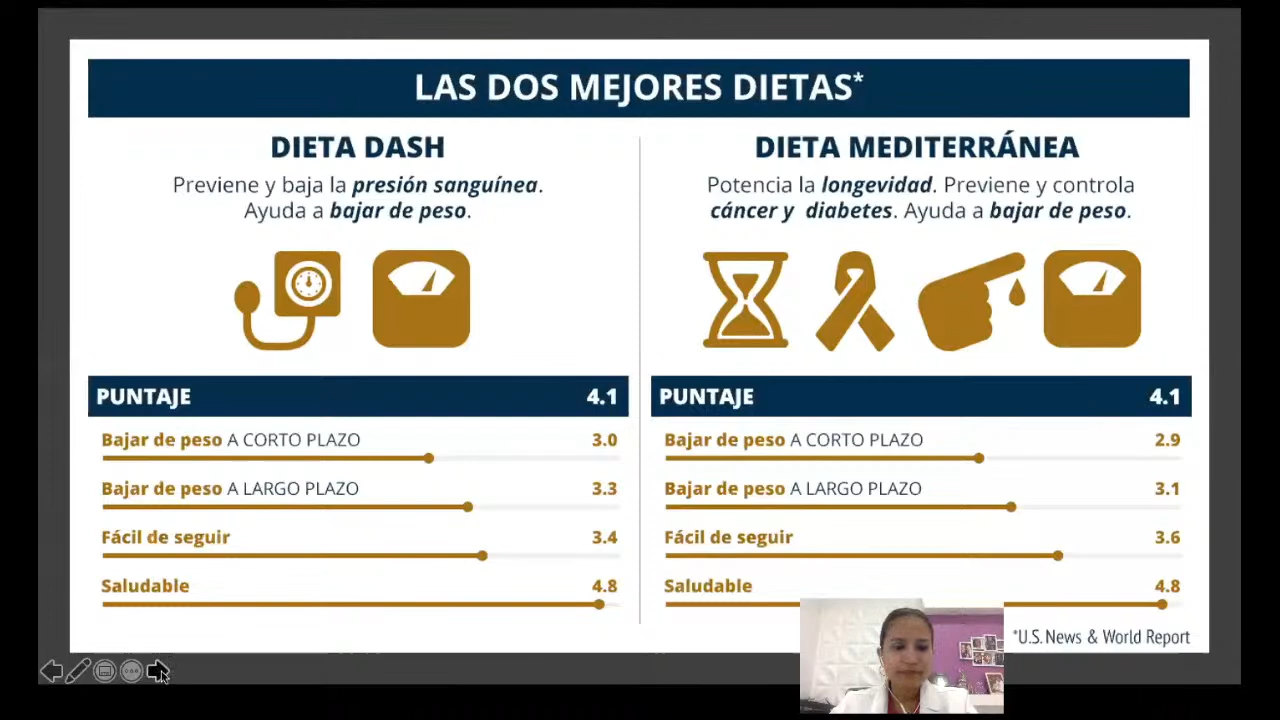 LAS DOS MEJORES DIETAS*
DIETA DASH
Previene y baja la presión sanguínea.
Ayuda a bajar de peso.
PUNTAJE 4.1
Bajar de peso A CORTO PLAZO 3.0
Bajar de peso A LARGO PLAZO 3.3
Fácil de seguir 3.4
Saludable 4.8
DIETA MEDITERRÁNEA
Potencia la longevidad. Previene y controla
cáncer y diabetes. Ayuda a bajar de peso.
PUNTAJE 4.1
Bajar de peso A CORTO PLAZO 2.9
Bajar de peso A LARGO PLAZO 3.1
Fácil de seguir 3.6
Saludable 4.8
*U.S. News & World Report